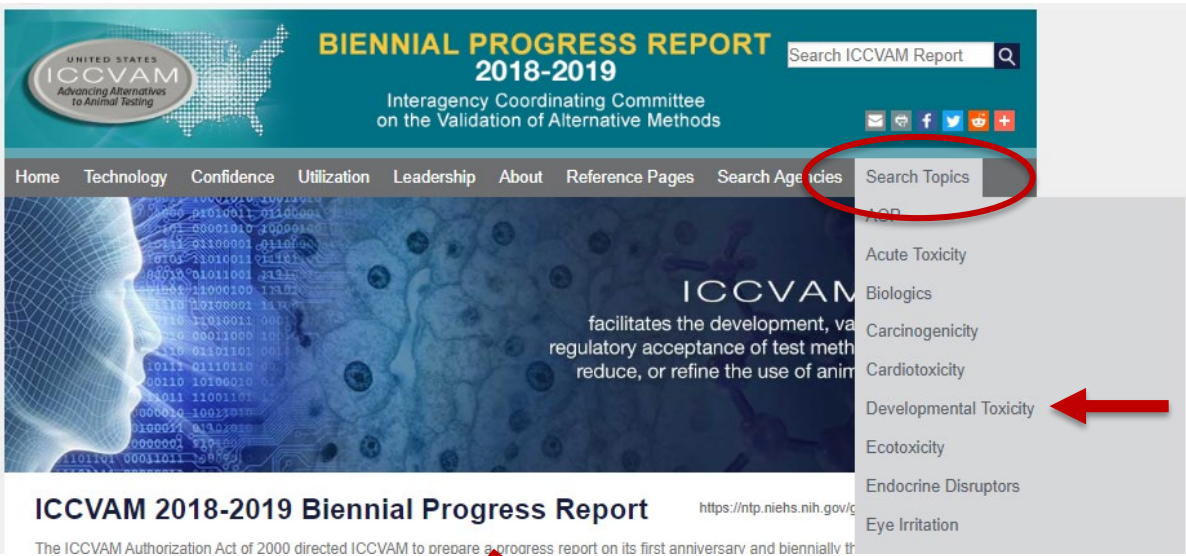 UNITED STATES
ICCVAM
Advancing Alternatives
to Animal Testing
BIENNIAL PROGRESS REPORT
2018-2019
Interagency Coordinating Committee
on the Validation of Alternative Methods
Search ICCVAM Report
Home Technology Confidence Utilization Leadership About Reference Pages Search Agencies Search Topics
AOP
Acute Toxicity
Biologics
Carcinogenicity
Cardiotoxicity
Developmental Toxicity
Ecotoxicity
Endocrine Disruptors
Eye Irritation
ICCVAM
facilitates the development, va
regulatory acceptance of test meth
reduce, or refine the use of anim
ICCVAM 2018-2019 Biennial Progress Report
https://ntp.niehs.nih.gov/g
The ICCVAM Authorization Act of 2000 directed ICCVAM to prepare a progress report on its first anniversary and biennially th